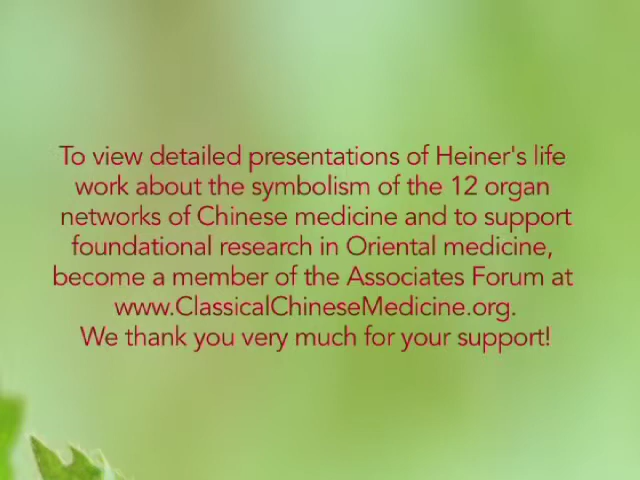 To view detailed presentations of Heiner's life
work about the symbolism of the 12 organ
networks of Chinese medicine and to support
foundational research in Oriental medicine,
become a member of the Associates Forum at
www.ClassicalChineseMedicine.org.
We thank you very much for your support!